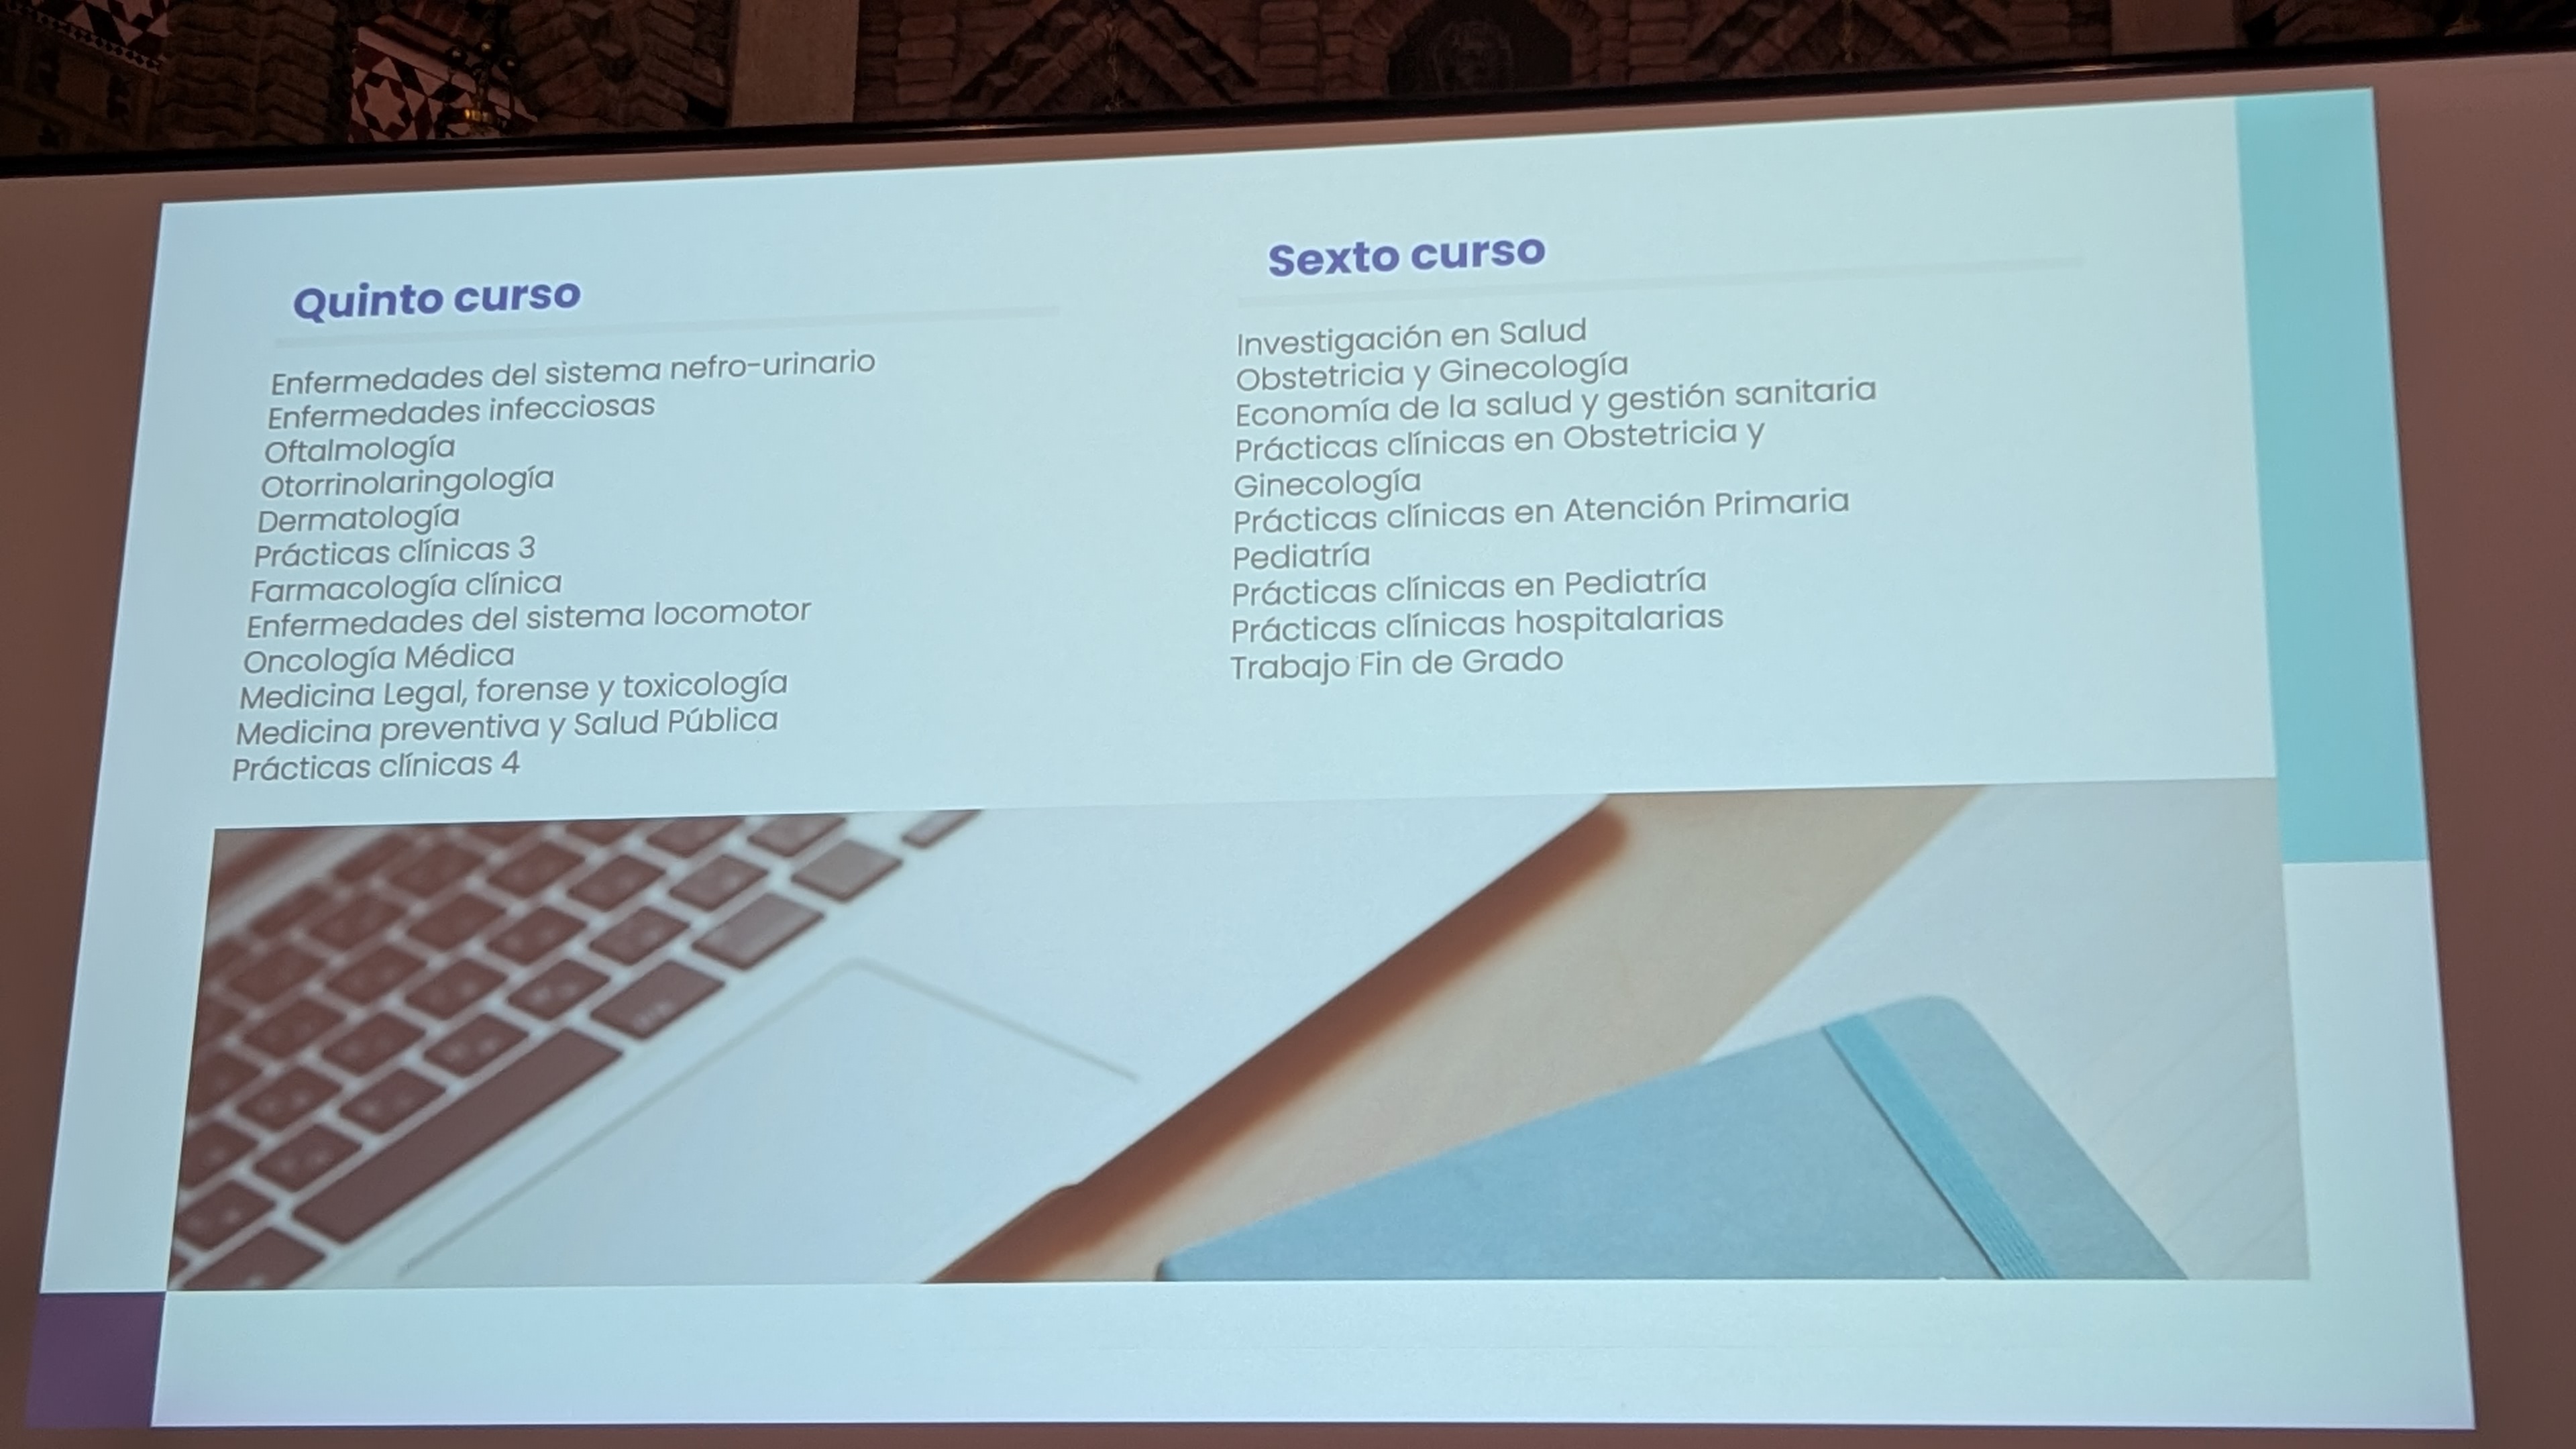 Quinto curso
Enfermedades del sistema nefro-urinario
Enfermedades infecciosas
Oftalmología
Otorrinolaringología
Dermatología
Prácticas clínicas 3
Farmacología clínica
Enfermedades del sistema locomotor
Oncología Médica
Medicina Legal, forense y toxicología
Medicina preventiva y Salud Pública
Prácticas clínicas 4
Sexto curso
Investigación en Salud
Obstetricia y Ginecología
Economía de la salud y gestión sanitaria
Prácticas clínicas en Obstetricia y
Ginecología
Prácticas clínicas en Atención Primaria
Pediatría
Prácticas clínicas en Pediatría
Prácticas clínicas hospitalarias
Trabajo Fin de Grado